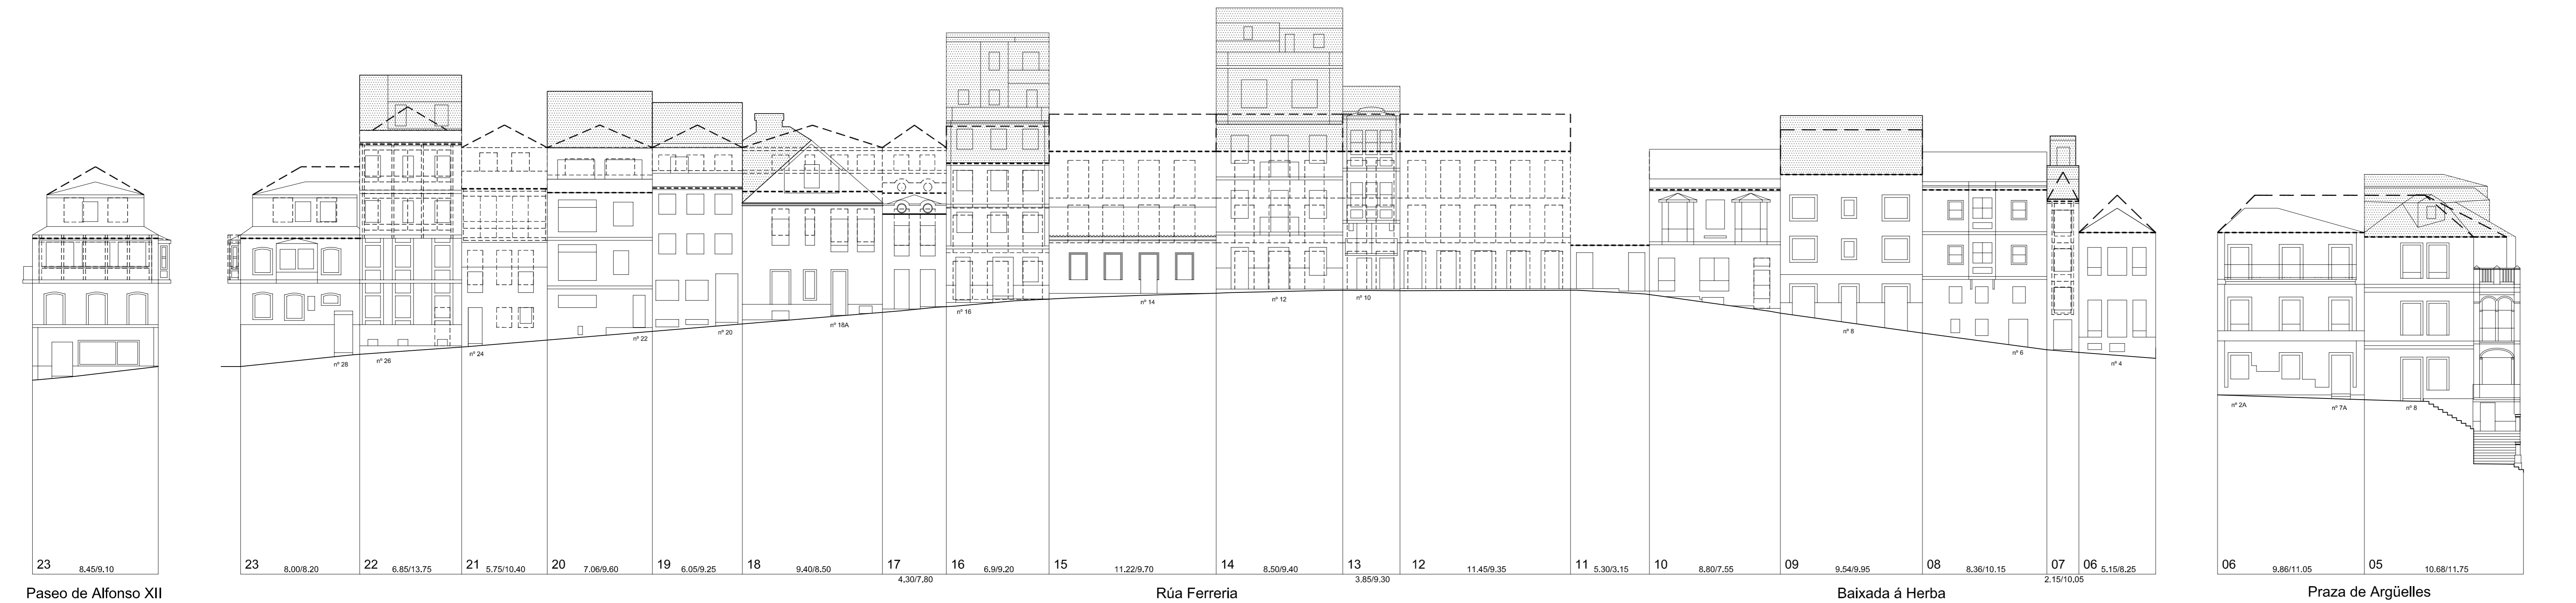 nº 28
nº 26
nº 24
nº 22
nº 20
nº 18A
nº 16
nº 14
nº 12
nº 10
nº 8
nº 6
nº 4
nº 2A
nº 7A
nº 8
23 8.45/9.10
23 8.00/8.20
22 6.85/13.75
21 5.75/10.40
20 7.06/9.60
19 6.05/9.25
18 9.40/8.50
17
4,30/7,80
16 6.9/9.20
15 11.22/9.70
14 8.50/9.40
13
3.85/9.30
12 11.45/9.35
11 5.30/3.15
10 8.80/7.55
09 9.54/9.95
08 8.36/10.15
07
2.15/10.05
06 5.15/8.25
06 9.86/11.05
05 10.68/11.75
Paseo de Alfonso XII
Rúa Ferreria
Baixada á Herba
Praza de Argüelles